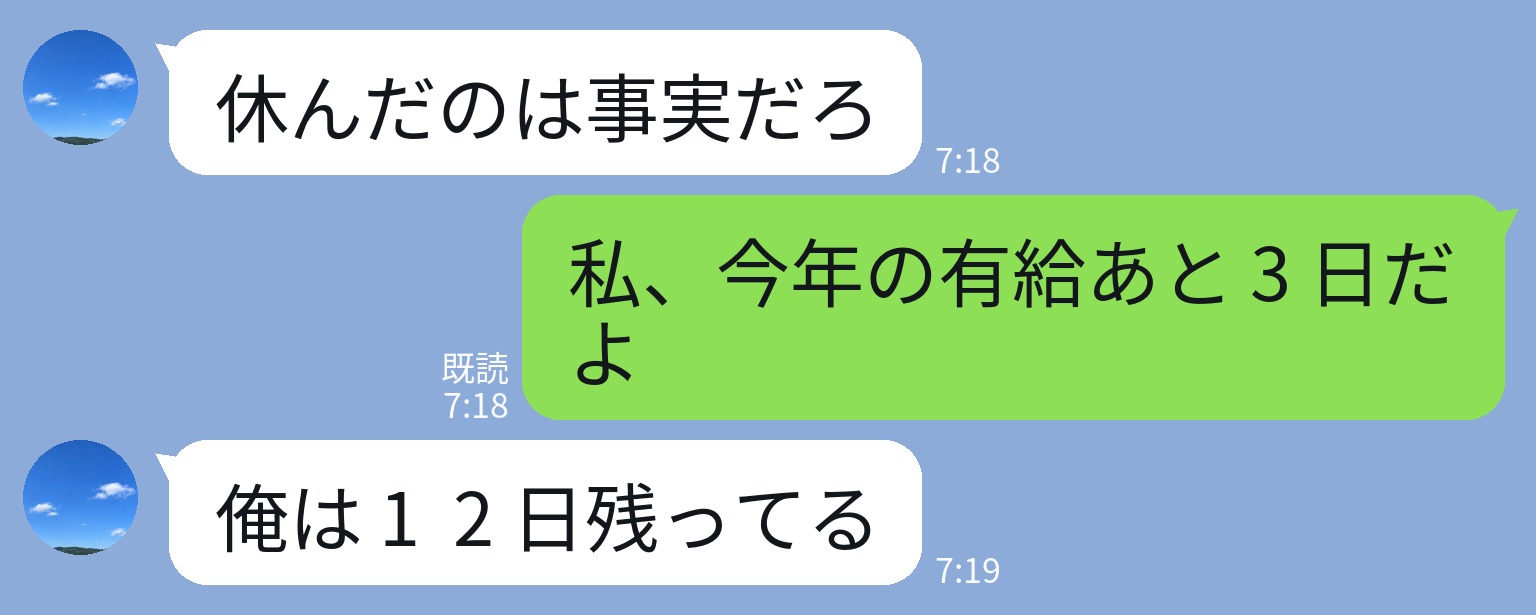 休んだのは事実だろ
7:18
私、今年の有給あと３日だ
よ
既読
7:18
俺は１２日残ってる
7:19